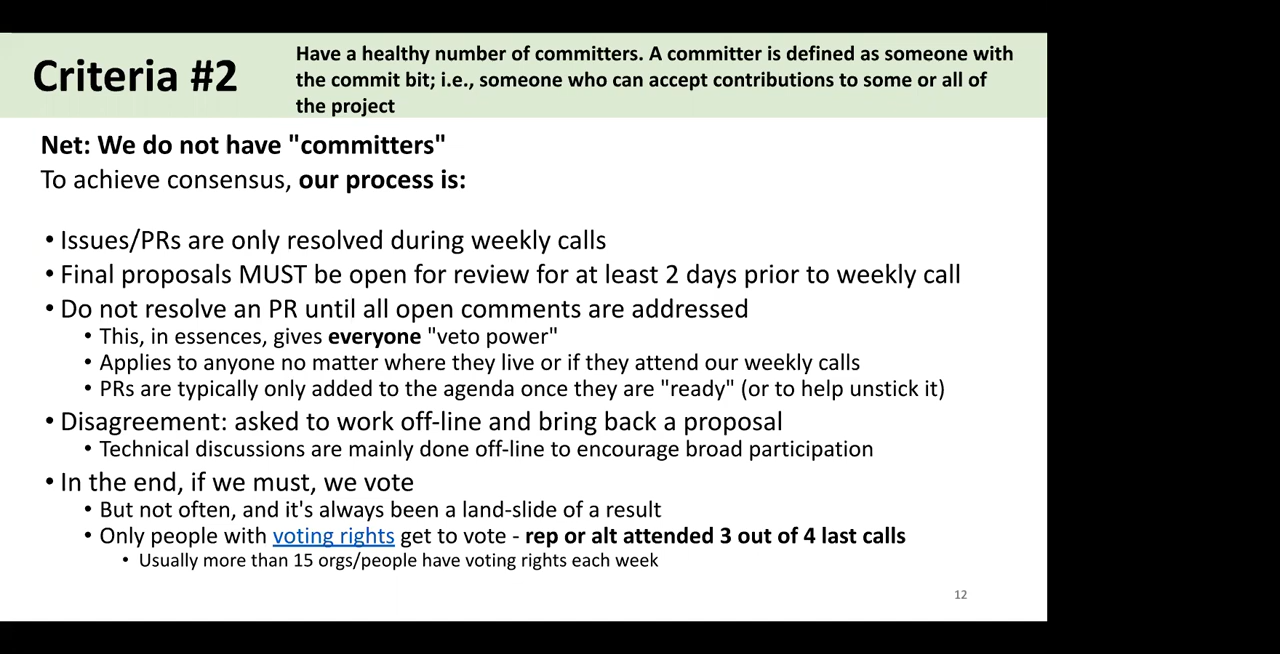 Criteria #2
Have a healthy number of committers. A committer is defined as someone with
the commit bit; i.e., someone who can accept contributions to some or all of
the project
Net: We do not have "committers"
To achieve consensus, our process is:
• Issues/PRs are only resolved during weekly calls
• Final proposals MUST be open for review for at least 2 days prior to weekly call
• Do not resolve an PR until all open comments are addressed
• This, in essences, gives everyone "veto power"
• Applies to anyone no matter where they live or if they attend our weekly calls
• PRs are typically only added to the agenda once they are "ready" (or to help unstick it)
• Disagreement: asked to work off-line and bring back a proposal
• Technical discussions are mainly done off-line to encourage broad participation
• In the end, if we must, we vote
• But not often, and it's always been a land-slide of a result
• Only people with voting rights get to vote - rep or alt attended 3 out of 4 last calls
• Usually more than 15 orgs/people have voting rights each week
12